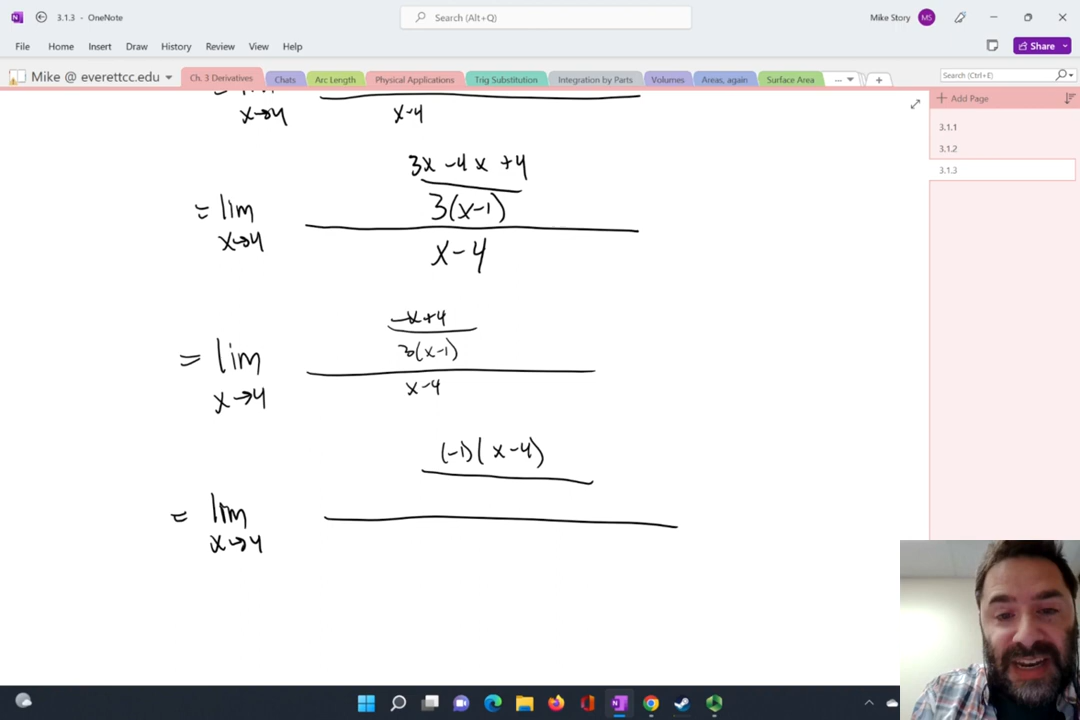 3.1.3 - OneNote
Search (Alt+Q)
Mike Story
MS
File Home Insert Draw History Review View Help
Share
Mike @ everettcc.edu
Ch. 3 Derivatives Chats Arc Length Physical Applications Trig Substitution Integration by Parts Volumes Areas, again Surface Area ... +
Search (Ctrl+E)
Add Page
3.1.1
3.1.2
3.1.3
x→4
x-4
3x-4x+4
3(x-1)
= lim
x→4
x-4
-x+4
3(x-1)
= lim
x→4
x-4
(-1)(x-4)
= lim
x→4